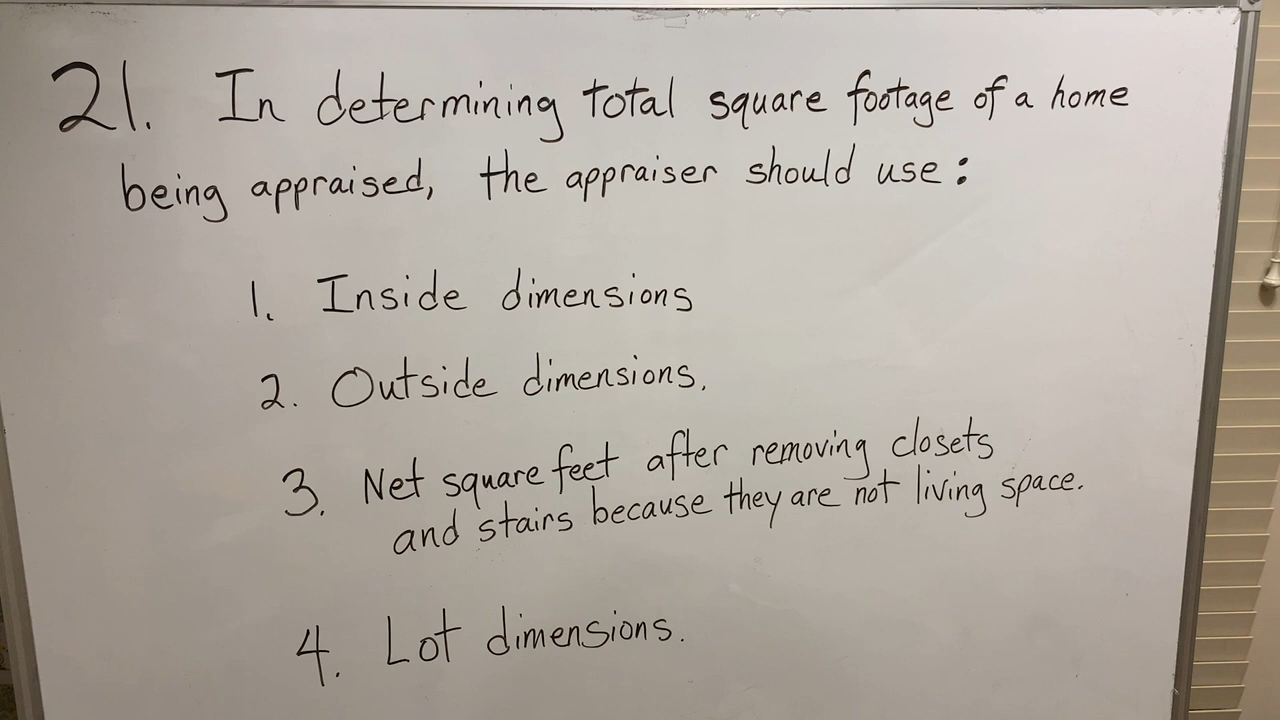 21. In determining total square footage of a home
being appraised, the appraiser should use:
1. Inside dimensions
2. Outside dimensions.
3. Net square feet after removing closets
and stairs because they are not living space.
4. Lot dimensions.